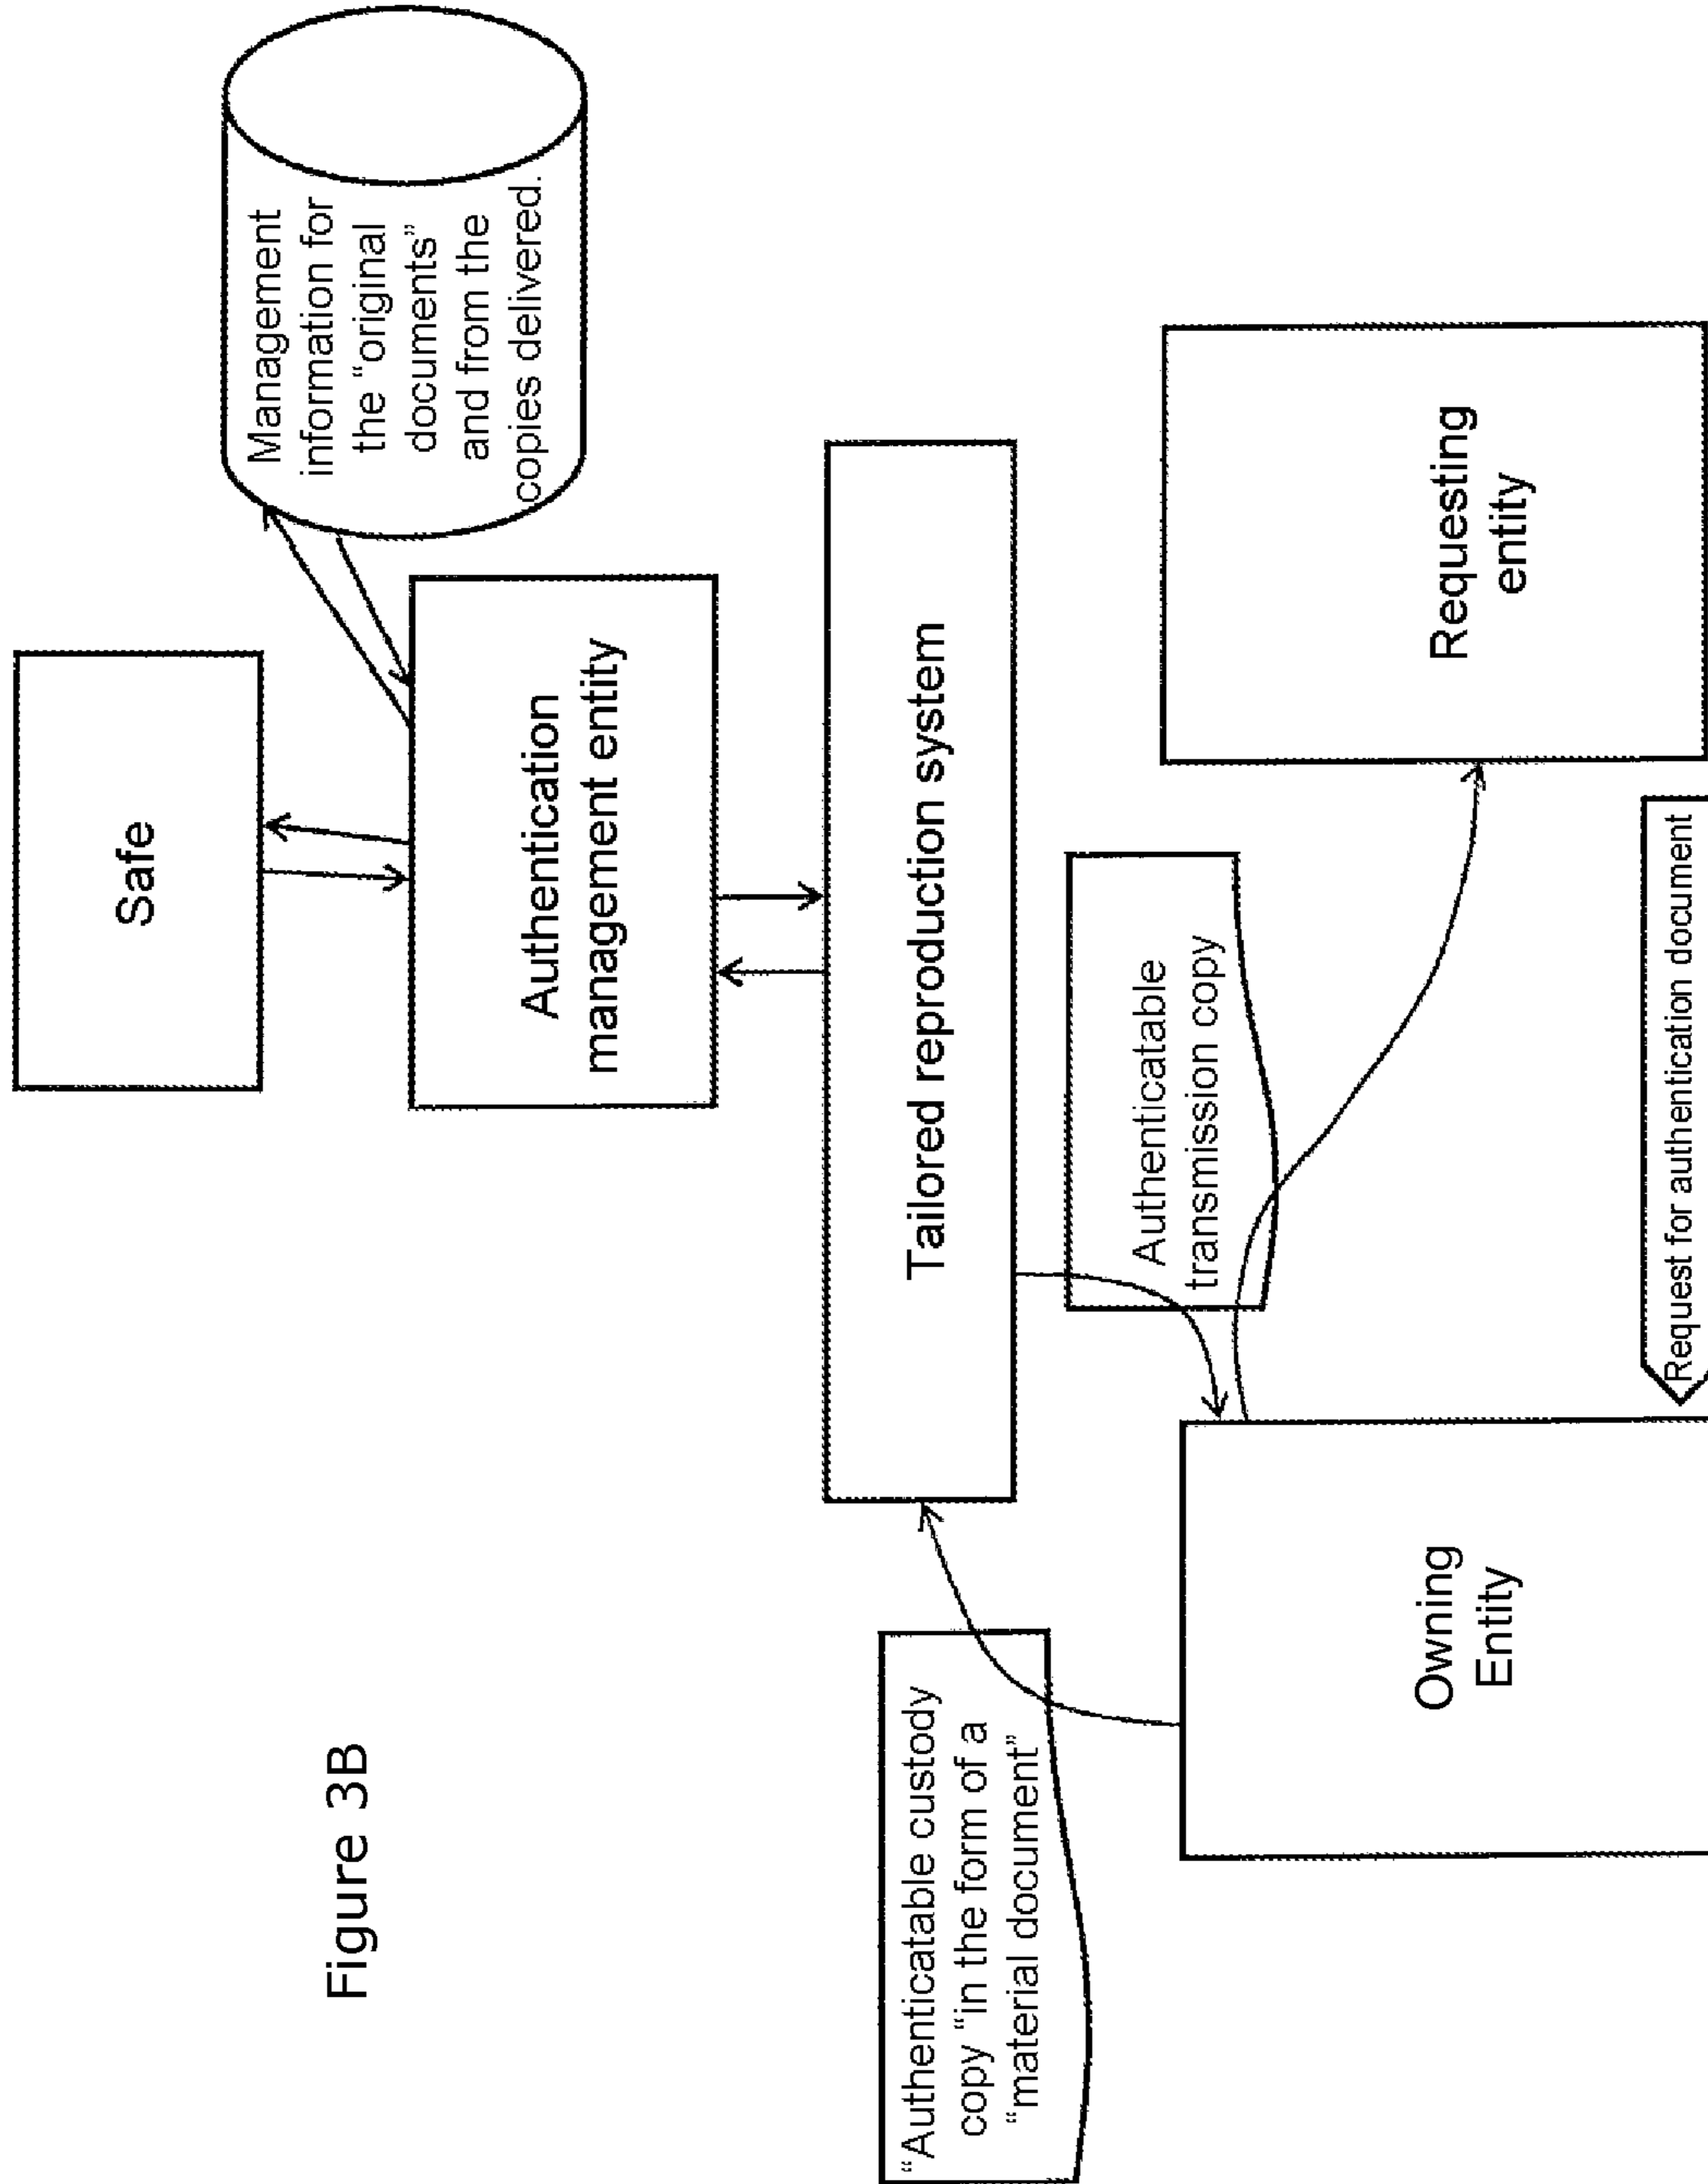 Figure 3B
Safe
Management
information for
the “original
documents”
and from the
copies delivered.
Authentication
management entity
Tailored reproduction system
“Authenticatable custody
copy “in the form of a
“material document”
Authenticatable
transmission copy
Owning
Entity
Requesting
entity
Request for authentication document